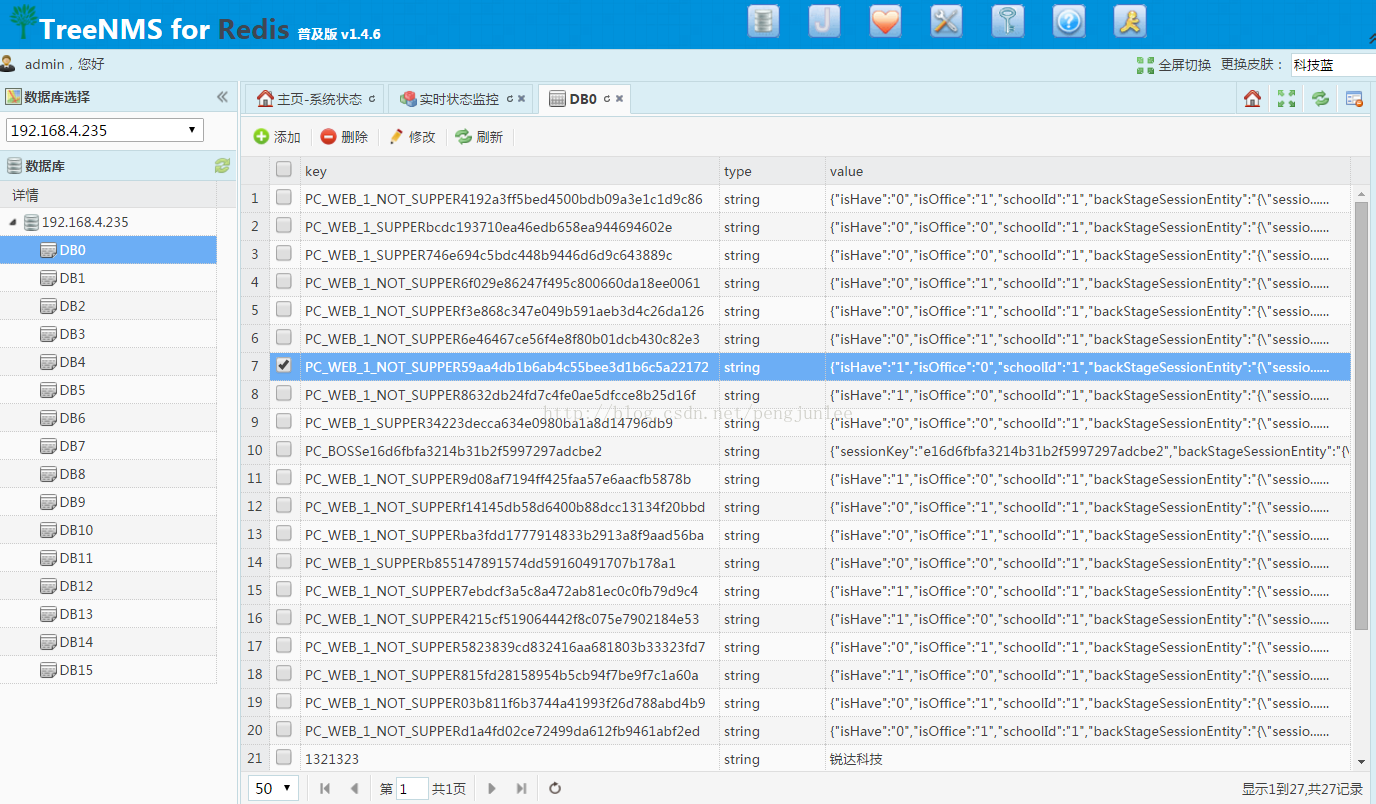 TreeNMS for Redis 普及版 v1.4.6
admin，您好
全屏切换 更换皮肤： 科技蓝
数据库选择
主页-系统状态
实时状态监控
DB0
192.168.4.235
添加 删除 修改 刷新
数据库
详情
192.168.4.235
DB0
DB1
DB2
DB3
DB4
DB5
DB6
DB7
DB8
DB9
DB10
DB11
DB12
DB13
DB14
DB15
key type value
1 PC_WEB_1_NOT_SUPPER4192a3ff5bed4500bdb09a3e1c1d9c86 string {"isHave":"0","isOffice":"1","schoolId":"1","backStageSessionEntity":"{\"sessio......
2 PC_WEB_1_SUPPERbcdc193710ea46edb658ea944694602e string {"isHave":"0","isOffice":"0","schoolId":"1","backStageSessionEntity":"{\"sessio......
3 PC_WEB_1_SUPPER746e694c5bdc448b9446d6d9c643889c string {"isHave":"0","isOffice":"0","schoolId":"1","backStageSessionEntity":"{\"sessio......
4 PC_WEB_1_NOT_SUPPER6f029e86247f495c800660da18ee0061 string {"isHave":"0","isOffice":"1","schoolId":"1","backStageSessionEntity":"{\"sessio......
5 PC_WEB_1_NOT_SUPPERf3e868c347e049b591aeb3d4c26da126 string {"isHave":"0","isOffice":"1","schoolId":"1","backStageSessionEntity":"{\"sessio......
6 PC_WEB_1_NOT_SUPPER6e46467ce56f4e8f80b01dcb430c82e3 string {"isHave":"0","isOffice":"1","schoolId":"1","backStageSessionEntity":"{\"sessio......
7 PC_WEB_1_NOT_SUPPER59aa4db1b6ab4c55bee3d1b6c5a22172 string {"isHave":"1","isOffice":"0","schoolId":"1","backStageSessionEntity":"{\"sessio......
8 PC_WEB_1_NOT_SUPPER8632db24fd7c4fe0ae5dfcce8b25d16f string {"isHave":"1","isOffice":"0","schoolId":"1","backStageSessionEntity":"{\"sessio......
http://blog.csdn.net/pengjunlee
9 PC_WEB_1_SUPPER34223decca634e0980ba1a8d14796db9 string {"isHave":"0","isOffice":"0","schoolId":"1","backStageSessionEntity":"{\"sessio......
10 PC_BOSSe16d6fbfa3214b31b2f5997297adcbe2 string {"sessionKey":"e16d6fbfa3214b31b2f5997297adcbe2","backStageSessionEntity":"{\
11 PC_WEB_1_NOT_SUPPER9d08af7194ff425faa57e6aacfb5878b string {"isHave":"1","isOffice":"0","schoolId":"1","backStageSessionEntity":"{\"sessio......
12 PC_WEB_1_NOT_SUPPERf14145db58d6400b88dcc13134f20bbd string {"isHave":"0","isOffice":"1","schoolId":"1","backStageSessionEntity":"{\"sessio......
13 PC_WEB_1_NOT_SUPPERba3fdd1777914833b2913a8f9aad56ba string {"isHave":"0","isOffice":"1","schoolId":"1","backStageSessionEntity":"{\"sessio......
14 PC_WEB_1_SUPPERb855147891574dd59160491707b178a1 string {"isHave":"0","isOffice":"0","schoolId":"1","backStageSessionEntity":"{\"sessio......
15 PC_WEB_1_NOT_SUPPER7ebdcf3a5c8a472ab81ec0c0fb79d9c4 string {"isHave":"1","isOffice":"0","schoolId":"1","backStageSessionEntity":"{\"sessio......
16 PC_WEB_1_NOT_SUPPER4215cf519064442f8c075e7902184e53 string {"isHave":"1","isOffice":"0","schoolId":"1","backStageSessionEntity":"{\"sessio......
17 PC_WEB_1_NOT_SUPPER5823839cd832416aa681803b33323fd7 string {"isHave":"0","isOffice":"1","schoolId":"1","backStageSessionEntity":"{\"sessio......
18 PC_WEB_1_NOT_SUPPER815fd28158954b5cb94f7be9f7c1a60a string {"isHave":"1","isOffice":"0","schoolId":"1","backStageSessionEntity":"{\"sessio......
19 PC_WEB_1_NOT_SUPPER03b811f6b3744a41993f26d788abd4b9 string {"isHave":"0","isOffice":"1","schoolId":"1","backStageSessionEntity":"{\"sessio......
20 PC_WEB_1_NOT_SUPPERd1a4fd02ce72499da612fb9461abf2ed string {"isHave":"0","isOffice":"1","schoolId":"1","backStageSessionEntity":"{\"sessio......
21 1321323 string 锐达科技
50 第 1 共1页 显示1到27,共27记录